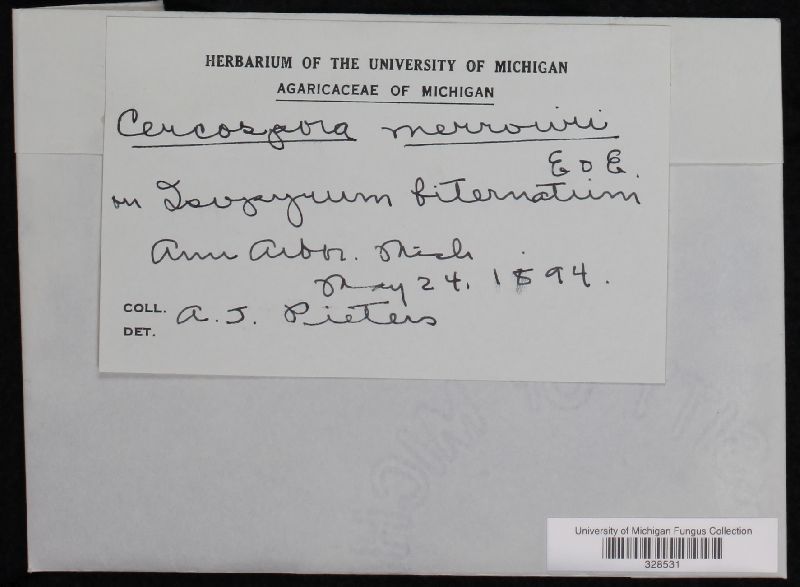 HERBARIUM OF THE UNIVERSITY OF MICHIGAN
AGARICACEAE OF MICHIGAN
Cercospora merrowii
E & E.
on Isopyrum biternatum
Ann Arbor. Mich
May 24, 1894.
COLL. A. J. Pieters
DET.
University of Michigan Fungus Collection
328531